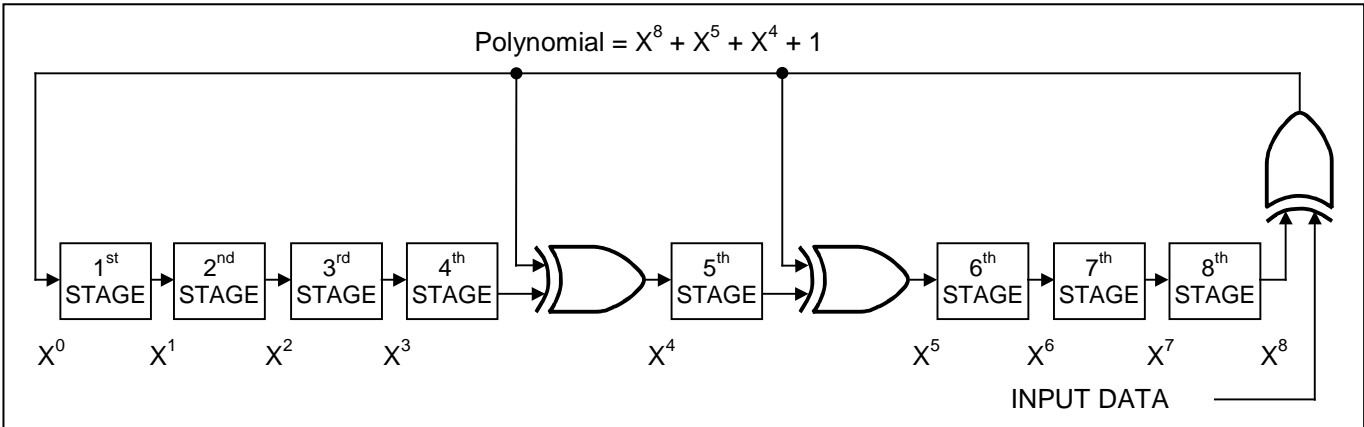 Polynomial = X⁸ + X⁵ + X⁴ + 1
1ˢᵗ STAGE
2ⁿᵈ STAGE
3ʳᵈ STAGE
4ᵗʰ STAGE
5ᵗʰ STAGE
6ᵗʰ STAGE
7ᵗʰ STAGE
8ᵗʰ STAGE
X⁰ X¹ X² X³ X⁴ X⁵ X⁶ X⁷ X⁸
INPUT DATA